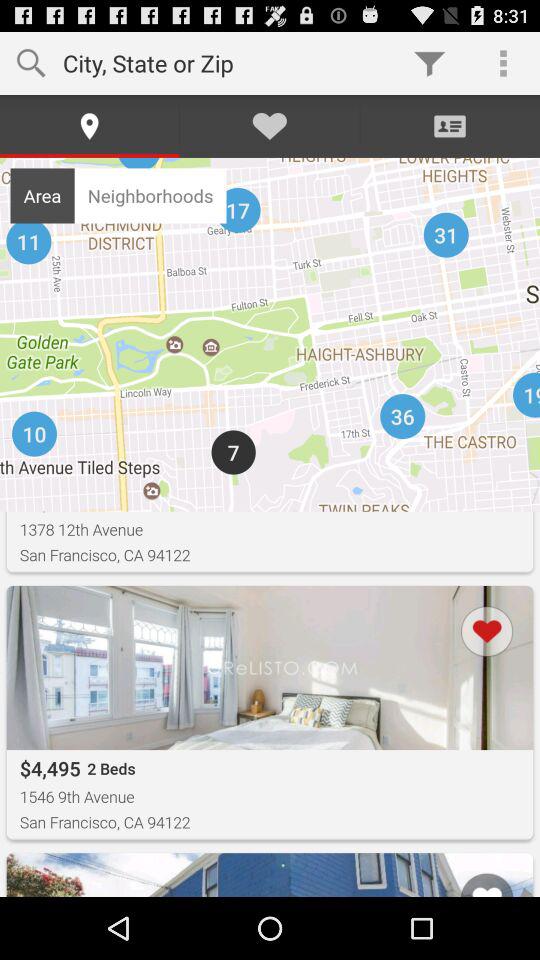 8:31
City, State or Zip
Area
Neighborhoods
HEIGHTS
LOWER PACIFIC
HEIGHTS
17
11
31
RICHMOND
DISTRICT
Webster St
25th Ave
Balboa St
Turk St
Fulton St
Fell St
Oak St
Golden
Gate Park
HAIGHT-ASHBURY
Lincoln Way
Frederick St
Castro St
36
10
7
17th St
THE CASTRO
th Avenue Tiled Steps
TWIN PEAKS
1378 12th Avenue
San Francisco, CA 94122
ReLISTO.COM
$4,495 2 Beds
1546 9th Avenue
San Francisco, CA 94122